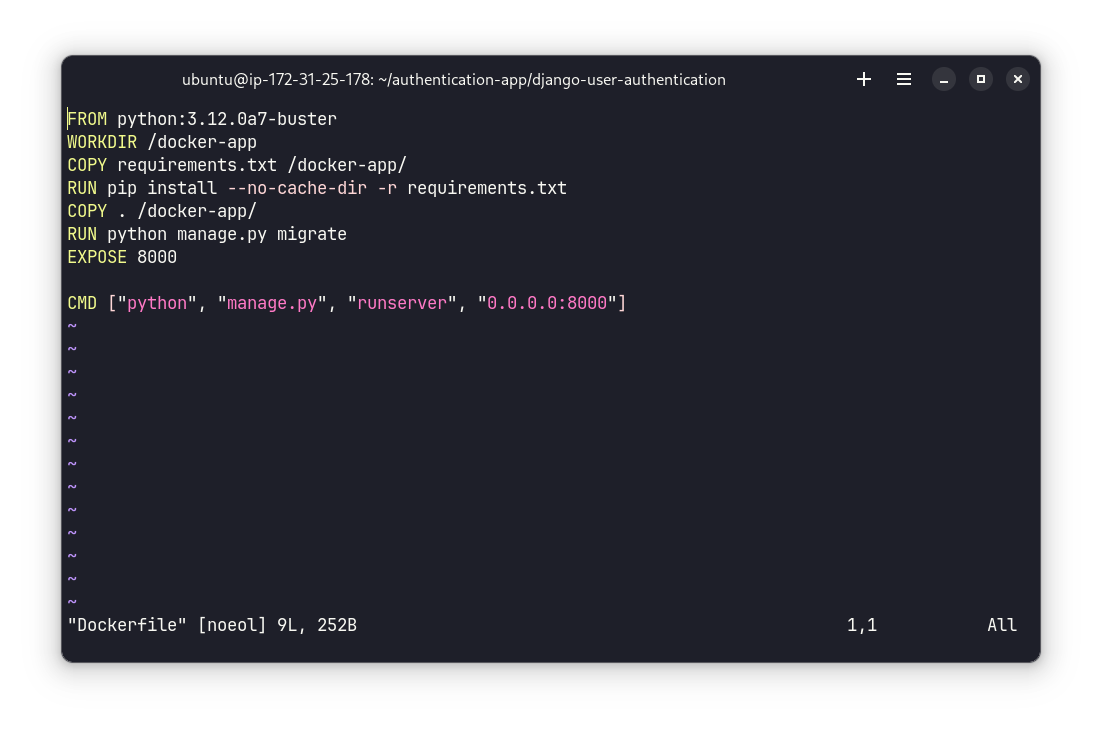 ubuntu@ip-172-31-25-178: ~/authentication-app/django-user-authentication
FROM python:3.12.0a7-buster
WORKDIR /docker-app
COPY requirements.txt /docker-app/
RUN pip install --no-cache-dir -r requirements.txt
COPY . /docker-app/
RUN python manage.py migrate
EXPOSE 8000

CMD ["python", "manage.py", "runserver", "0.0.0.0:8000"]
~
~
~
~
~
~
~
~
~
~
~
~
~
"Dockerfile" [noeol] 9L, 252B 1,1 All